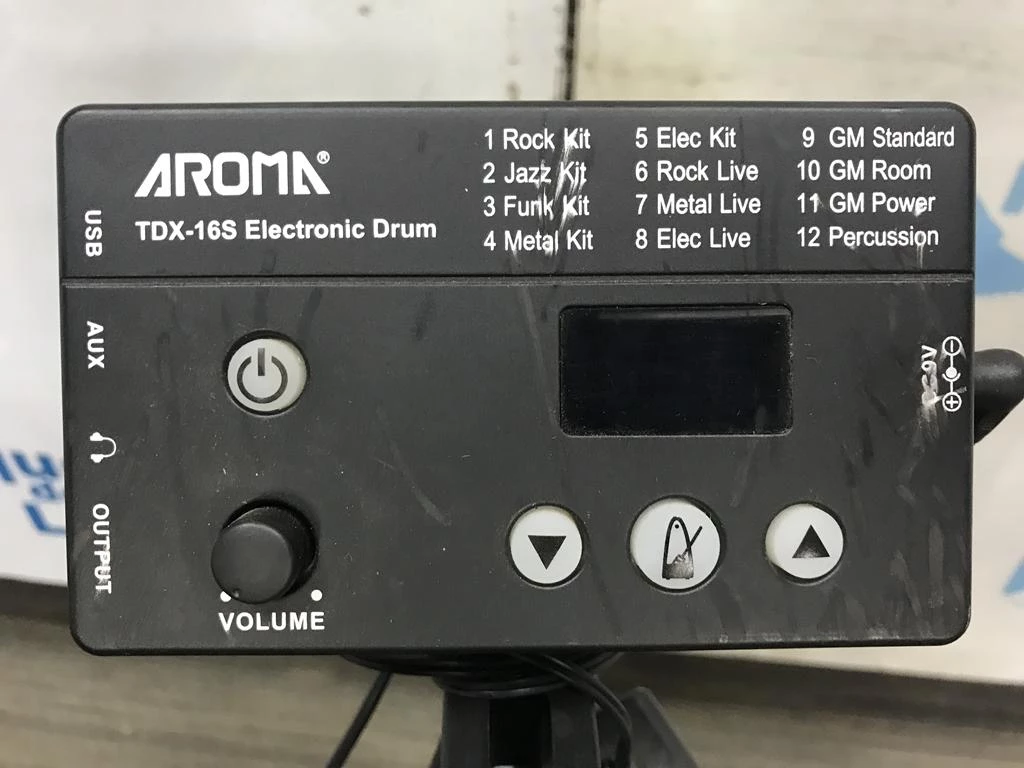 AROMA®
TDX-16S Electronic Drum
1 Rock Kit
2 Jazz Kit
3 Funk Kit
4 Metal Kit
5 Elec Kit
6 Rock Live
7 Metal Live
8 Elec Live
9 GM Standard
10 GM Room
11 GM Power
12 Percussion
USB
AUX
OUTPUT
VOLUME
DC 9V